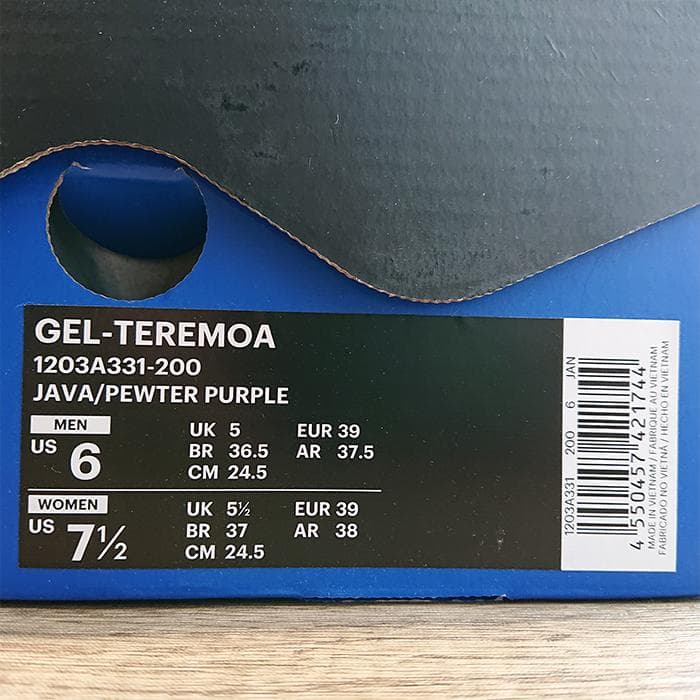 GEL-TEREMOA
1203A331-200
JAVA/PEWTER PURPLE
MEN
US 6
UK 5 EUR 39
BR 36.5 AR 37.5
CM 24.5
WOMEN
US 7½
UK 5½ EUR 39
BR 37 AR 38
CM 24.5
1203A331 200 6 JAN
4 550457 421744
MADE IN VIETNAM / FABRIQUE AU VIETNAM
FABRICADO NO VIETNÃ / HECHO EN VIETNAM